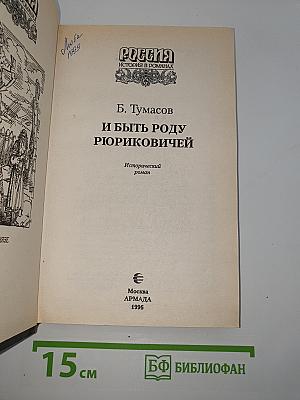 РОССИЯ
ИСТОРИЯ В РОМАНАХ
Б. Тумасов
И БЫТЬ РОДУ
РЮРИКОВИЧЕЙ
Исторический
роман
Москва
АРМАДА
1996
15 см
БФ БИБЛИОФАН